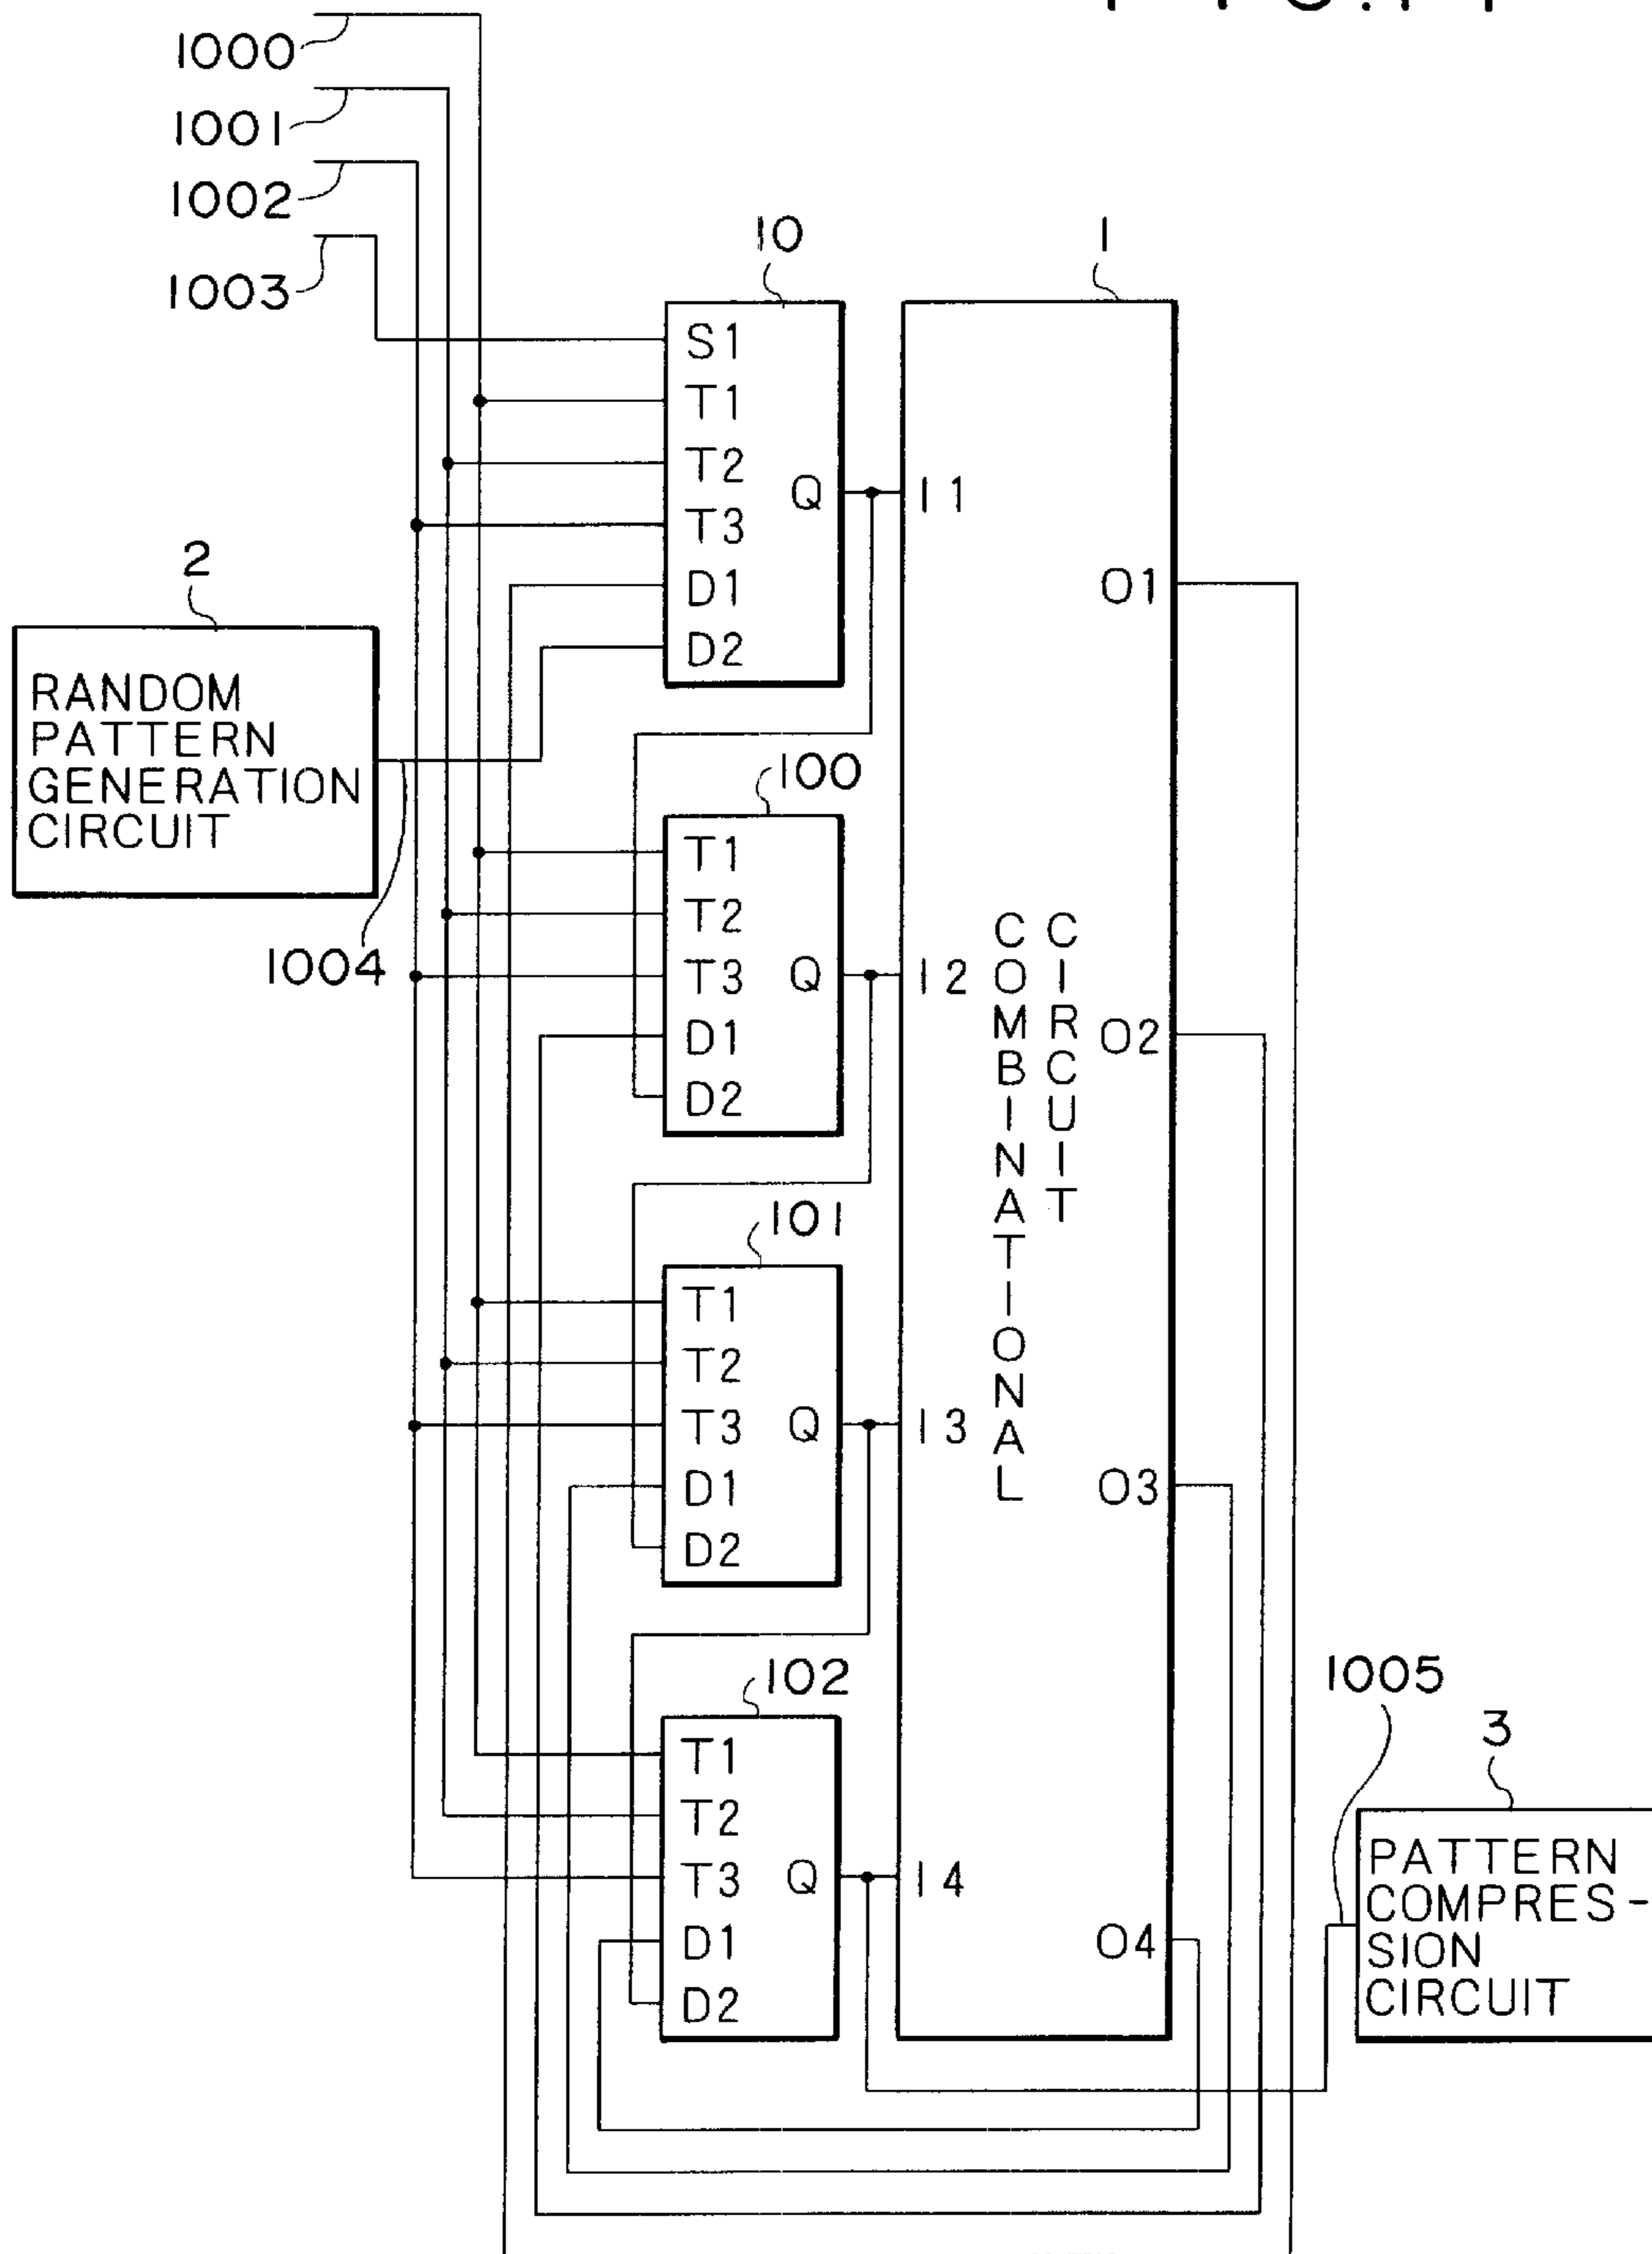 1000
1001
1002
1003
10
1
S1
T1
T2
T3
D1
D2
Q
I1
O1
2
RANDOM
PATTERN
GENERATION
CIRCUIT
1004
100
T1
T2
T3
D1
D2
Q
I2
O2
COMBINATIONAL
CIRCUIT
101
T1
T2
T3
D1
D2
Q
I3
O3
102
T1
T2
T3
D1
D2
Q
I4
O4
1005
3
PATTERN
COMPRES-
SION
CIRCUIT